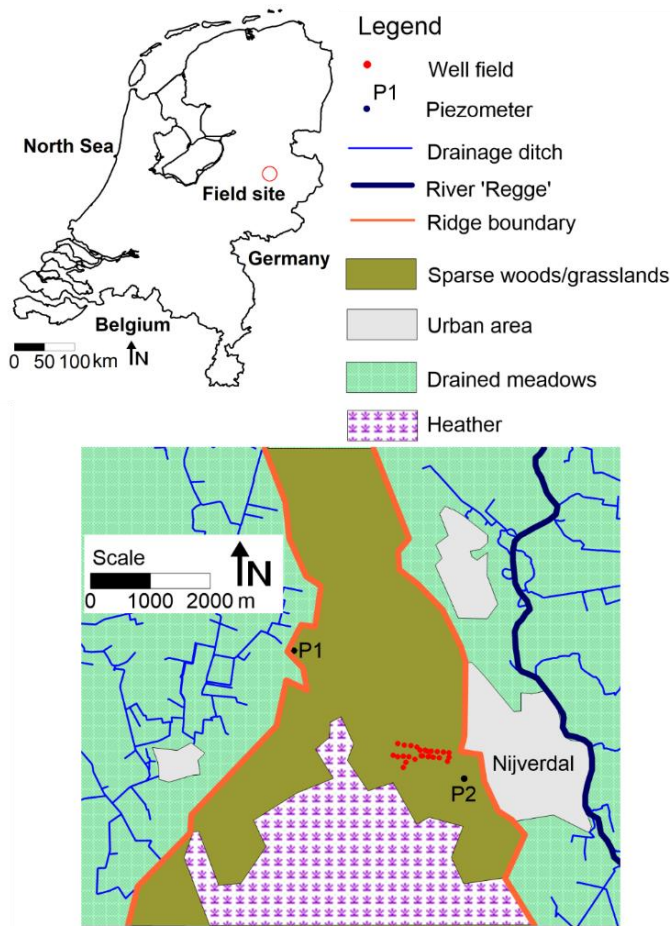 Legend
Well field
P1
Piezometer
Drainage ditch
River 'Regge'
Ridge boundary
Sparse woods/grasslands
Urban area
Drained meadows
Heather
North Sea
Field site
Germany
Belgium
0 50 100 km
N
Scale
N
0 1000 2000 m
P1
Nijverdal
P2